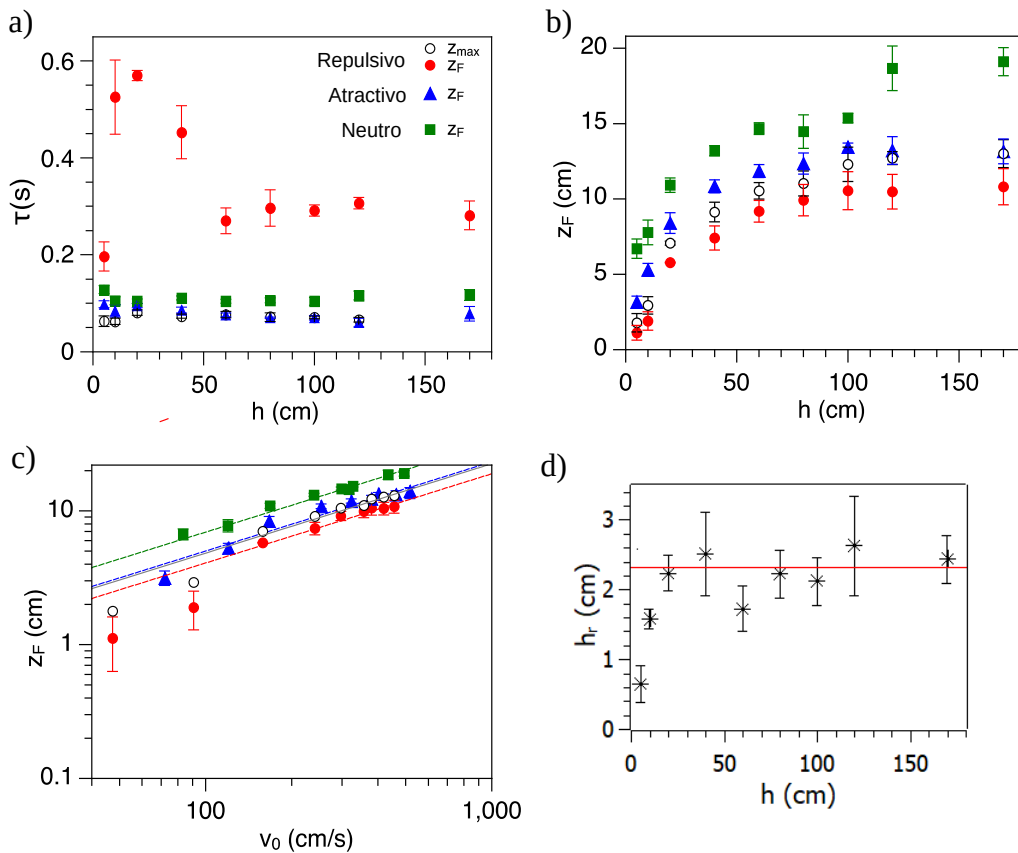 a)
τ(s)
0.6
0.4
0.2
0
0 50 100 150
h (cm)
Repulsivo
z_max
z_F
Atractivo z_F
Neutro z_F
b)
z_F (cm)
20
15
10
5
0
0 50 100 150
h (cm)
c)
z_F (cm)
10
1
0.1
100 1,000
v_0 (cm/s)
d)
h_r (cm)
3
2
1
0
0 50 100 150
h (cm)